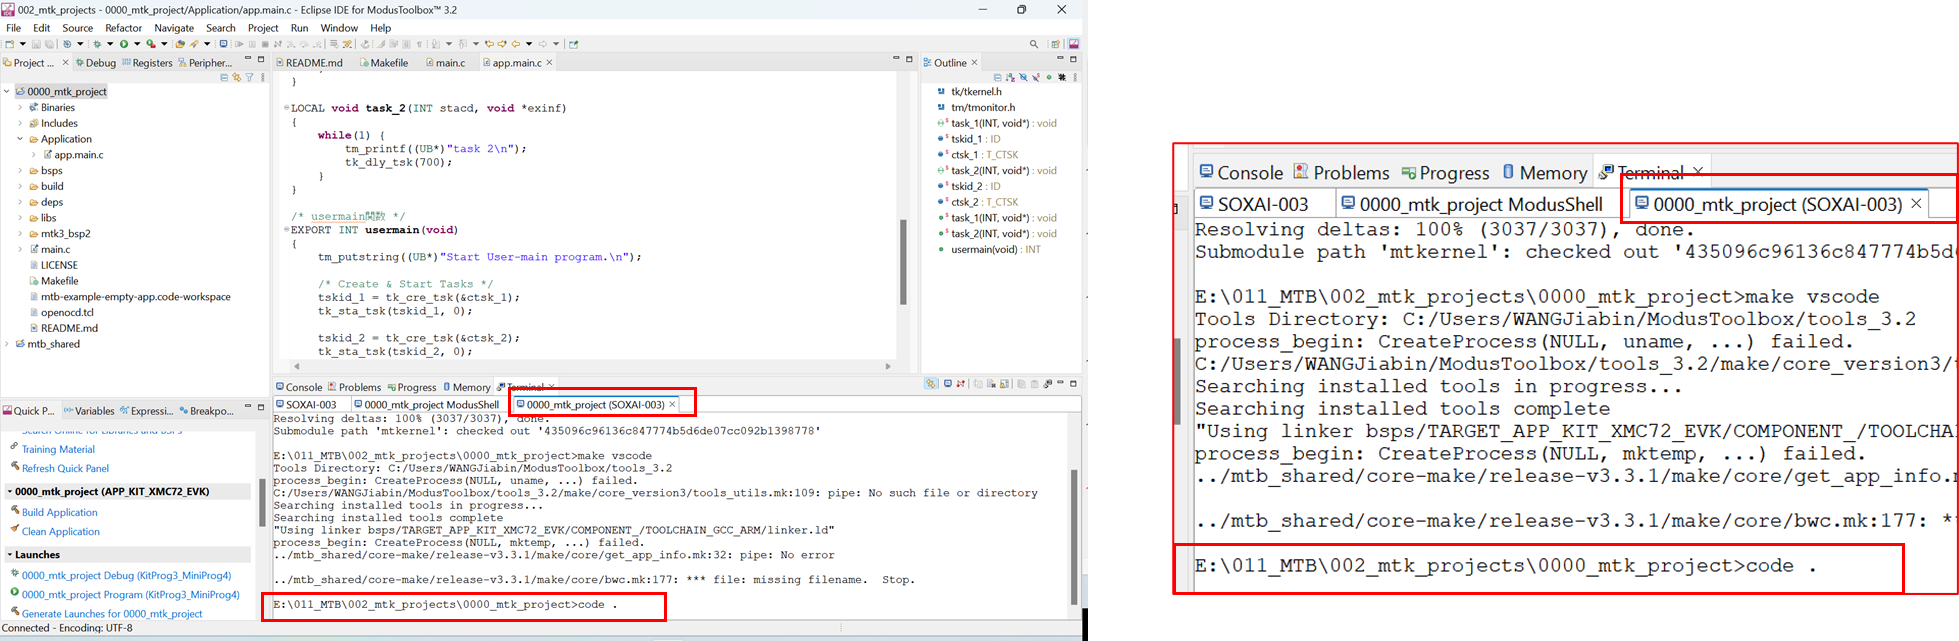 002_mtk_projects - 0000_mtk_project/Application/app.main.c - Eclipse IDE for ModusToolbox™ 3.2
File Edit Source Refactor Navigate Search Project Run Window Help
Project ... Debug Registers Peripher...
0000_mtk_project
Binaries
Includes
Application
app.main.c
bsps
build
deps
libs
mtk3_bsp2
main.c
LICENSE
Makefile
mtb-example-empty-app.code-workspace
openocd.tcl
README.md
mtb_shared
README.md Makefile main.c app.main.c
}
LOCAL void task_2(INT stacd, void *exinf)
{
while(1) {
tm_printf((UB*)"task 2\n");
tk_dly_tsk(700);
}
}
/* usermain関数 */
EXPORT INT usermain(void)
{
tm_putstring((UB*)"Start User-main program.\n");
/* Create & Start Tasks */
tskid_1 = tk_cre_tsk(&ctsk_1);
tk_sta_tsk(tskid_1, 0);
tskid_2 = tk_cre_tsk(&ctsk_2);
tk_sta_tsk(tskid_2, 0);
Outline
tk/tkernel.h
tm/tmonitor.h
task_1(INT, void*) : void
tskid_1 : ID
ctsk_1 : T_CTSK
task_2(INT, void*) : void
tskid_2 : ID
ctsk_2 : T_CTSK
task_1(INT, void*) : void
task_2(INT, void*) : void
usermain(void) : INT
Quick P... Variables Expressi... Breakpo...
Search Online for Libraries and BSPs
Training Material
Refresh Quick Panel
0000_mtk_project (APP_KIT_XMC72_EVK)
Build Application
Clean Application
Launches
0000_mtk_project Debug (KitProg3_MiniProg4)
0000_mtk_project Program (KitProg3_MiniProg4)
Generate Launches for 0000_mtk_project
Connected - Encoding: UTF-8
Console Problems Progress Memory Terminal
SOXAI-003 0000_mtk_project ModusShell 0000_mtk_project (SOXAI-003)
Resolving deltas: 100% (3037/3037), done.
Submodule path 'mtkernel': checked out '435096c96136c847774b5d6de07cc092b1398778'
E:\011_MTB\002_mtk_projects\0000_mtk_project>make vscode
Tools Directory: C:/Users/WANGJiabin/ModusToolbox/tools_3.2
process_begin: CreateProcess(NULL, uname, ...) failed.
C:/Users/WANGJiabin/ModusToolbox/tools_3.2/make/core_version3/tools_utils.mk:109: pipe: No such file or directory
Searching installed tools in progress...
Searching installed tools complete
"Using linker bsps/TARGET_APP_KIT_XMC72_EVK/COMPONENT_/TOOLCHAIN_GCC_ARM/linker.ld"
process_begin: CreateProcess(NULL, mktemp, ...) failed.
../mtb_shared/core-make/release-v3.3.1/make/core/get_app_info.mk:32: pipe: No error
../mtb_shared/core-make/release-v3.3.1/make/core/bwc.mk:177: *** file: missing filename.  Stop.
E:\011_MTB\002_mtk_projects\0000_mtk_project>code .
Console Problems Progress Memory Terminal
SOXAI-003 0000_mtk_project ModusShell 0000_mtk_project (SOXAI-003)
Resolving deltas: 100% (3037/3037), done.
Submodule path 'mtkernel': checked out '435096c96136c847774b5d
E:\011_MTB\002_mtk_projects\0000_mtk_project>make vscode
Tools Directory: C:/Users/WANGJiabin/ModusToolbox/tools_3.2
process_begin: CreateProcess(NULL, uname, ...) failed.
C:/Users/WANGJiabin/ModusToolbox/tools_3.2/make/core_version3/
Searching installed tools in progress...
Searching installed tools complete
"Using linker bsps/TARGET_APP_KIT_XMC72_EVK/COMPONENT_/TOOLCHAI
process_begin: CreateProcess(NULL, mktemp, ...) failed.
../mtb_shared/core-make/release-v3.3.1/make/core/get_app_info.
../mtb_shared/core-make/release-v3.3.1/make/core/bwc.mk:177: *
E:\011_MTB\002_mtk_projects\0000_mtk_project>code .